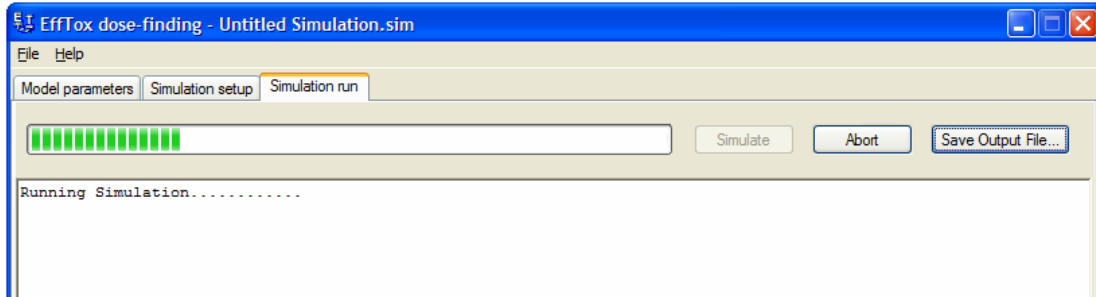 EffTox dose-finding - Untitled Simulation.sim
File Help
Model parameters Simulation setup Simulation run
Simulate Abort Save Output File...
Running Simulation............